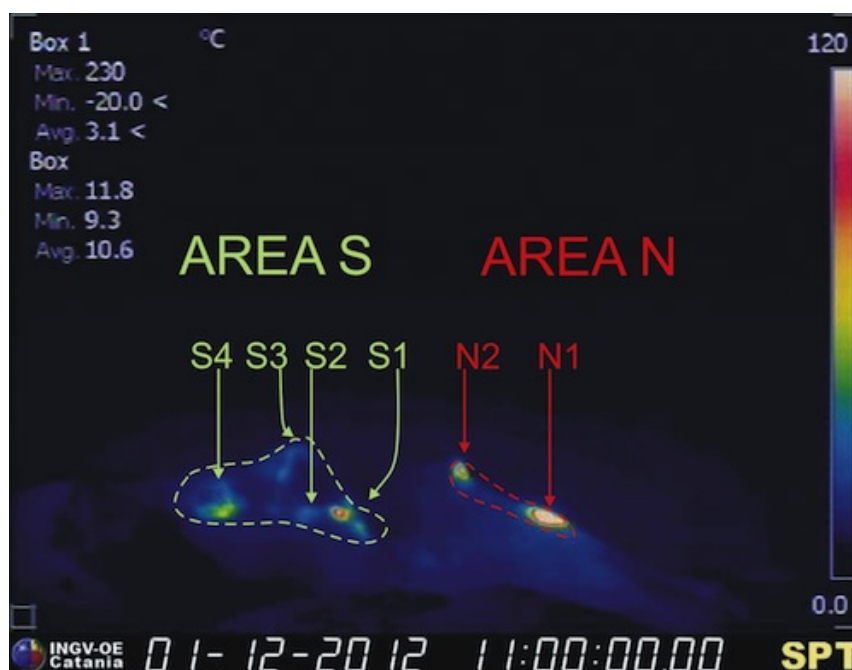 Box 1 °C
Max. 230
Min. -20.0 <
Avg. 3.1 <
Box
Max. 11.8
Min. 9.3
Avg. 10.6
120
AREA S AREA N
S4 S3 S2 S1 N2 N1
0.0
INGV-OE
Catania
01-12-2012 11:00:00.00 SPT